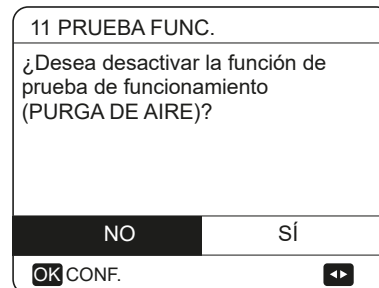 11 PRUEBA FUNC.
¿Desea desactivar la función de
prueba de funcionamiento
(PURGA DE AIRE)?
NO SÍ
OK CONF.